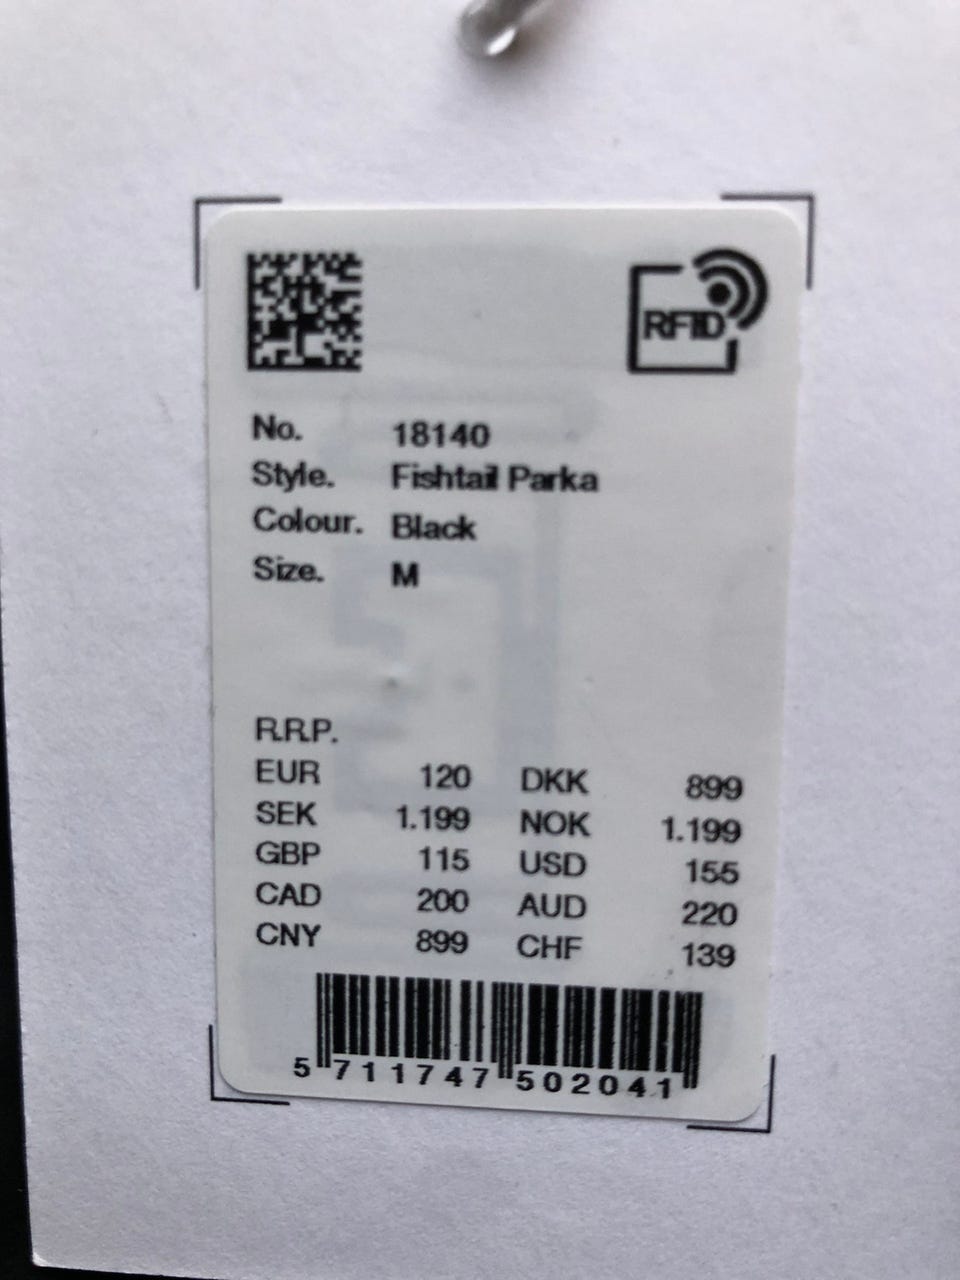 RFID
No. 18140
Style. Fishtail Parka
Colour. Black
Size. M
R.R.P.
EUR 120 DKK 899
SEK 1.199 NOK 1.199
GBP 115 USD 155
CAD 200 AUD 220
CNY 899 CHF 139
5 711747 502041